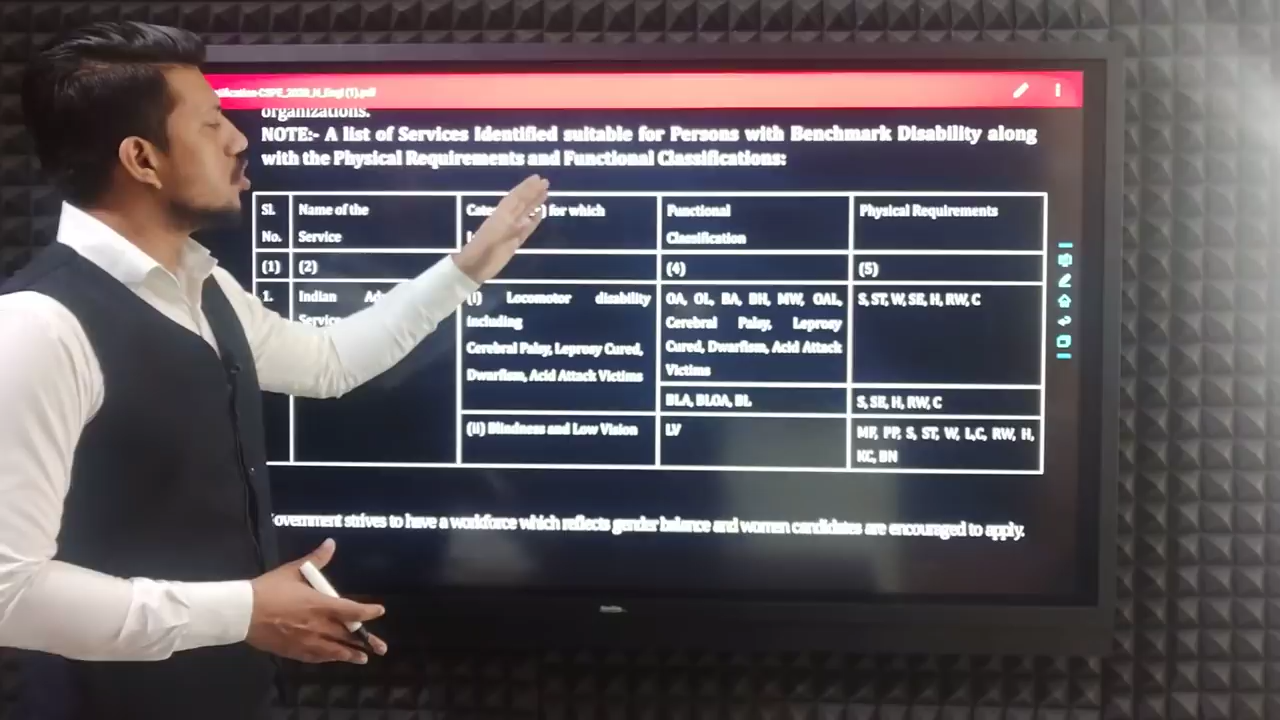 organizations.
NOTE:- A list of Services Identified suitable for Persons with Benchmark Disability along
with the Physical Requirements and Functional Classifications:
Sl.
No.
Name of the
Service
for which
Functional
Classification
Physical Requirements
(1)
(2)
(4)
(5)
1.
Indian
Service
(i) Locomotor disability
including
Cerebral Palsy, Leprosy Cured,
Dwarfism, Acid Attack Victims
OA, OL, BA, BH, MW, OAL,
Cerebral Palsy, Leprosy
Cured, Dwarfism, Acid Attack
Victims
S, ST, W, SE, H, RW, C
BLA, BLOA, BL
S, SE, H, RW, C
(ii) Blindness and Low Vision
LV
MF, PP, S, ST, W, L,C, RW, H,
KC, BN
overnment strives to have a workforce which reflects gender balance and women candidates are encouraged to apply.